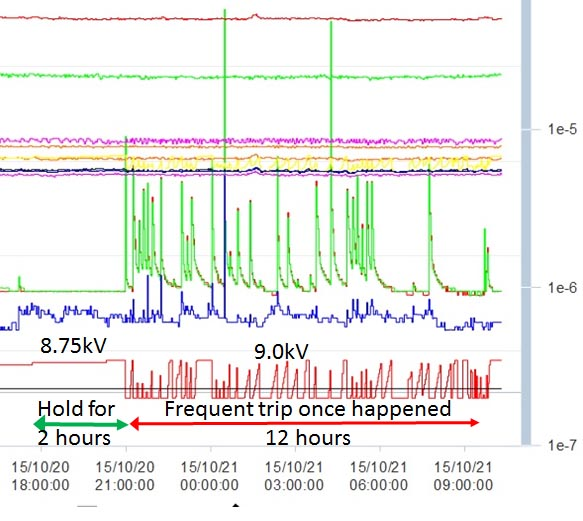 1e-5
1e-6
8.75kV
9.0kV
Hold for
2 hours
Frequent trip once happened
12 hours
1e-7
15/10/20 15/10/20 15/10/21 15/10/21 15/10/21 15/10/21
18:00:00 21:00:00 00:00:00 03:00:00 06:00:00 09:00:00